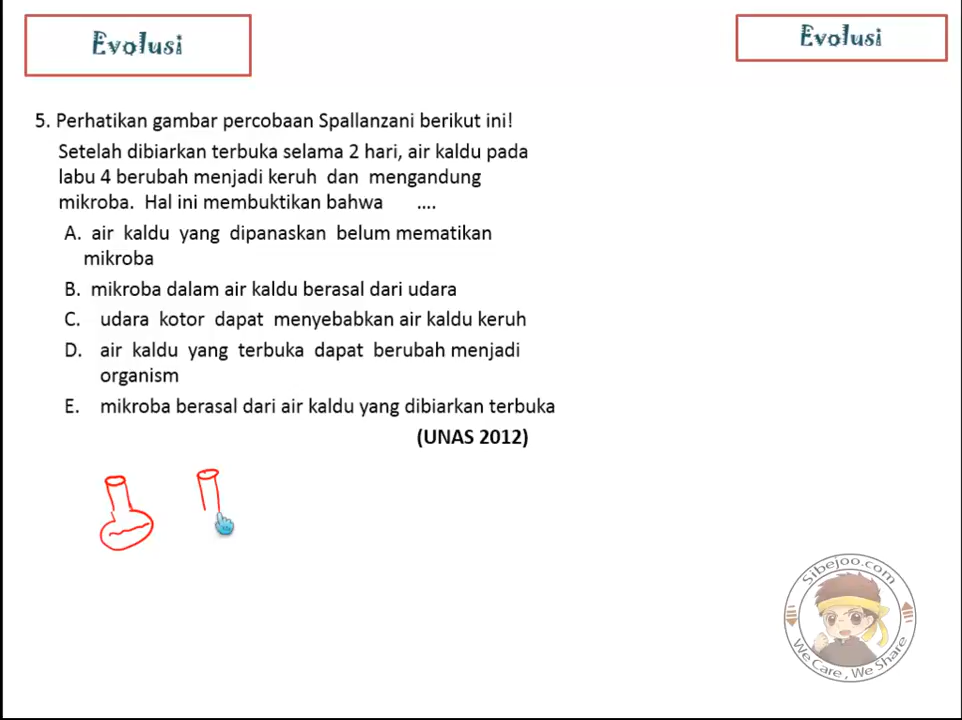 Evolusi
Evolusi
5. Perhatikan gambar percobaan Spallanzani berikut ini!
Setelah dibiarkan terbuka selama 2 hari, air kaldu pada
labu 4 berubah menjadi keruh dan mengandung
mikroba. Hal ini membuktikan bahwa ....
A. air kaldu yang dipanaskan belum mematikan
mikroba
B. mikroba dalam air kaldu berasal dari udara
C. udara kotor dapat menyebabkan air kaldu keruh
D. air kaldu yang terbuka dapat berubah menjadi
organism
E. mikroba berasal dari air kaldu yang dibiarkan terbuka
(UNAS 2012)
Sibejoo.com
We Care, We Share